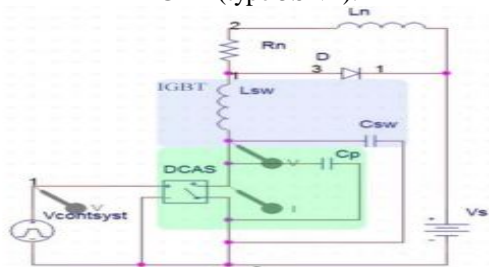 Ln
2
Rn
D
3
1
1
IGBT
Lsw
Csw
Cp
DCAS
V
1
V
I
Vcontsyst
Vs